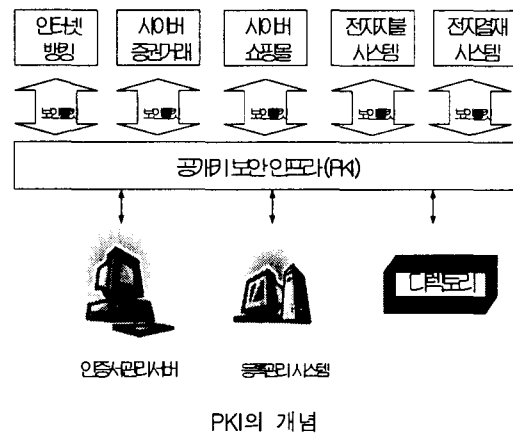 인터넷 사이버 사이버 전자지불 전자결재
뱅킹 증권거래 쇼핑몰 시스템 시스템
보안툴킷 보안툴킷 보안툴킷 보안툴킷 보안툴킷
공개키 보안 인프라(PKI)
디렉토리
인증서관리서버 등록관리 시스템
PKI의 개념